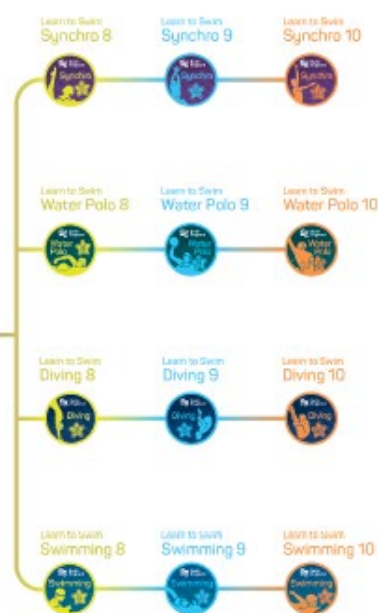 Learn to Swim
Synchro 8
Learn to Swim
Synchro 9
Learn to Swim
Synchro 10
Synchro
Synchro
Synchro
Learn to Swim
Water Polo 8
Learn to Swim
Water Polo 9
Learn to Swim
Water Polo 10
Water
Polo
Water
Polo
Water
Polo
Learn to Swim
Diving 8
Learn to Swim
Diving 9
Learn to Swim
Diving 10
Diving
Diving
Diving
Learn to Swim
Swimming 8
Learn to Swim
Swimming 9
Learn to Swim
Swimming 10
Swimming
Swimming
Swimming